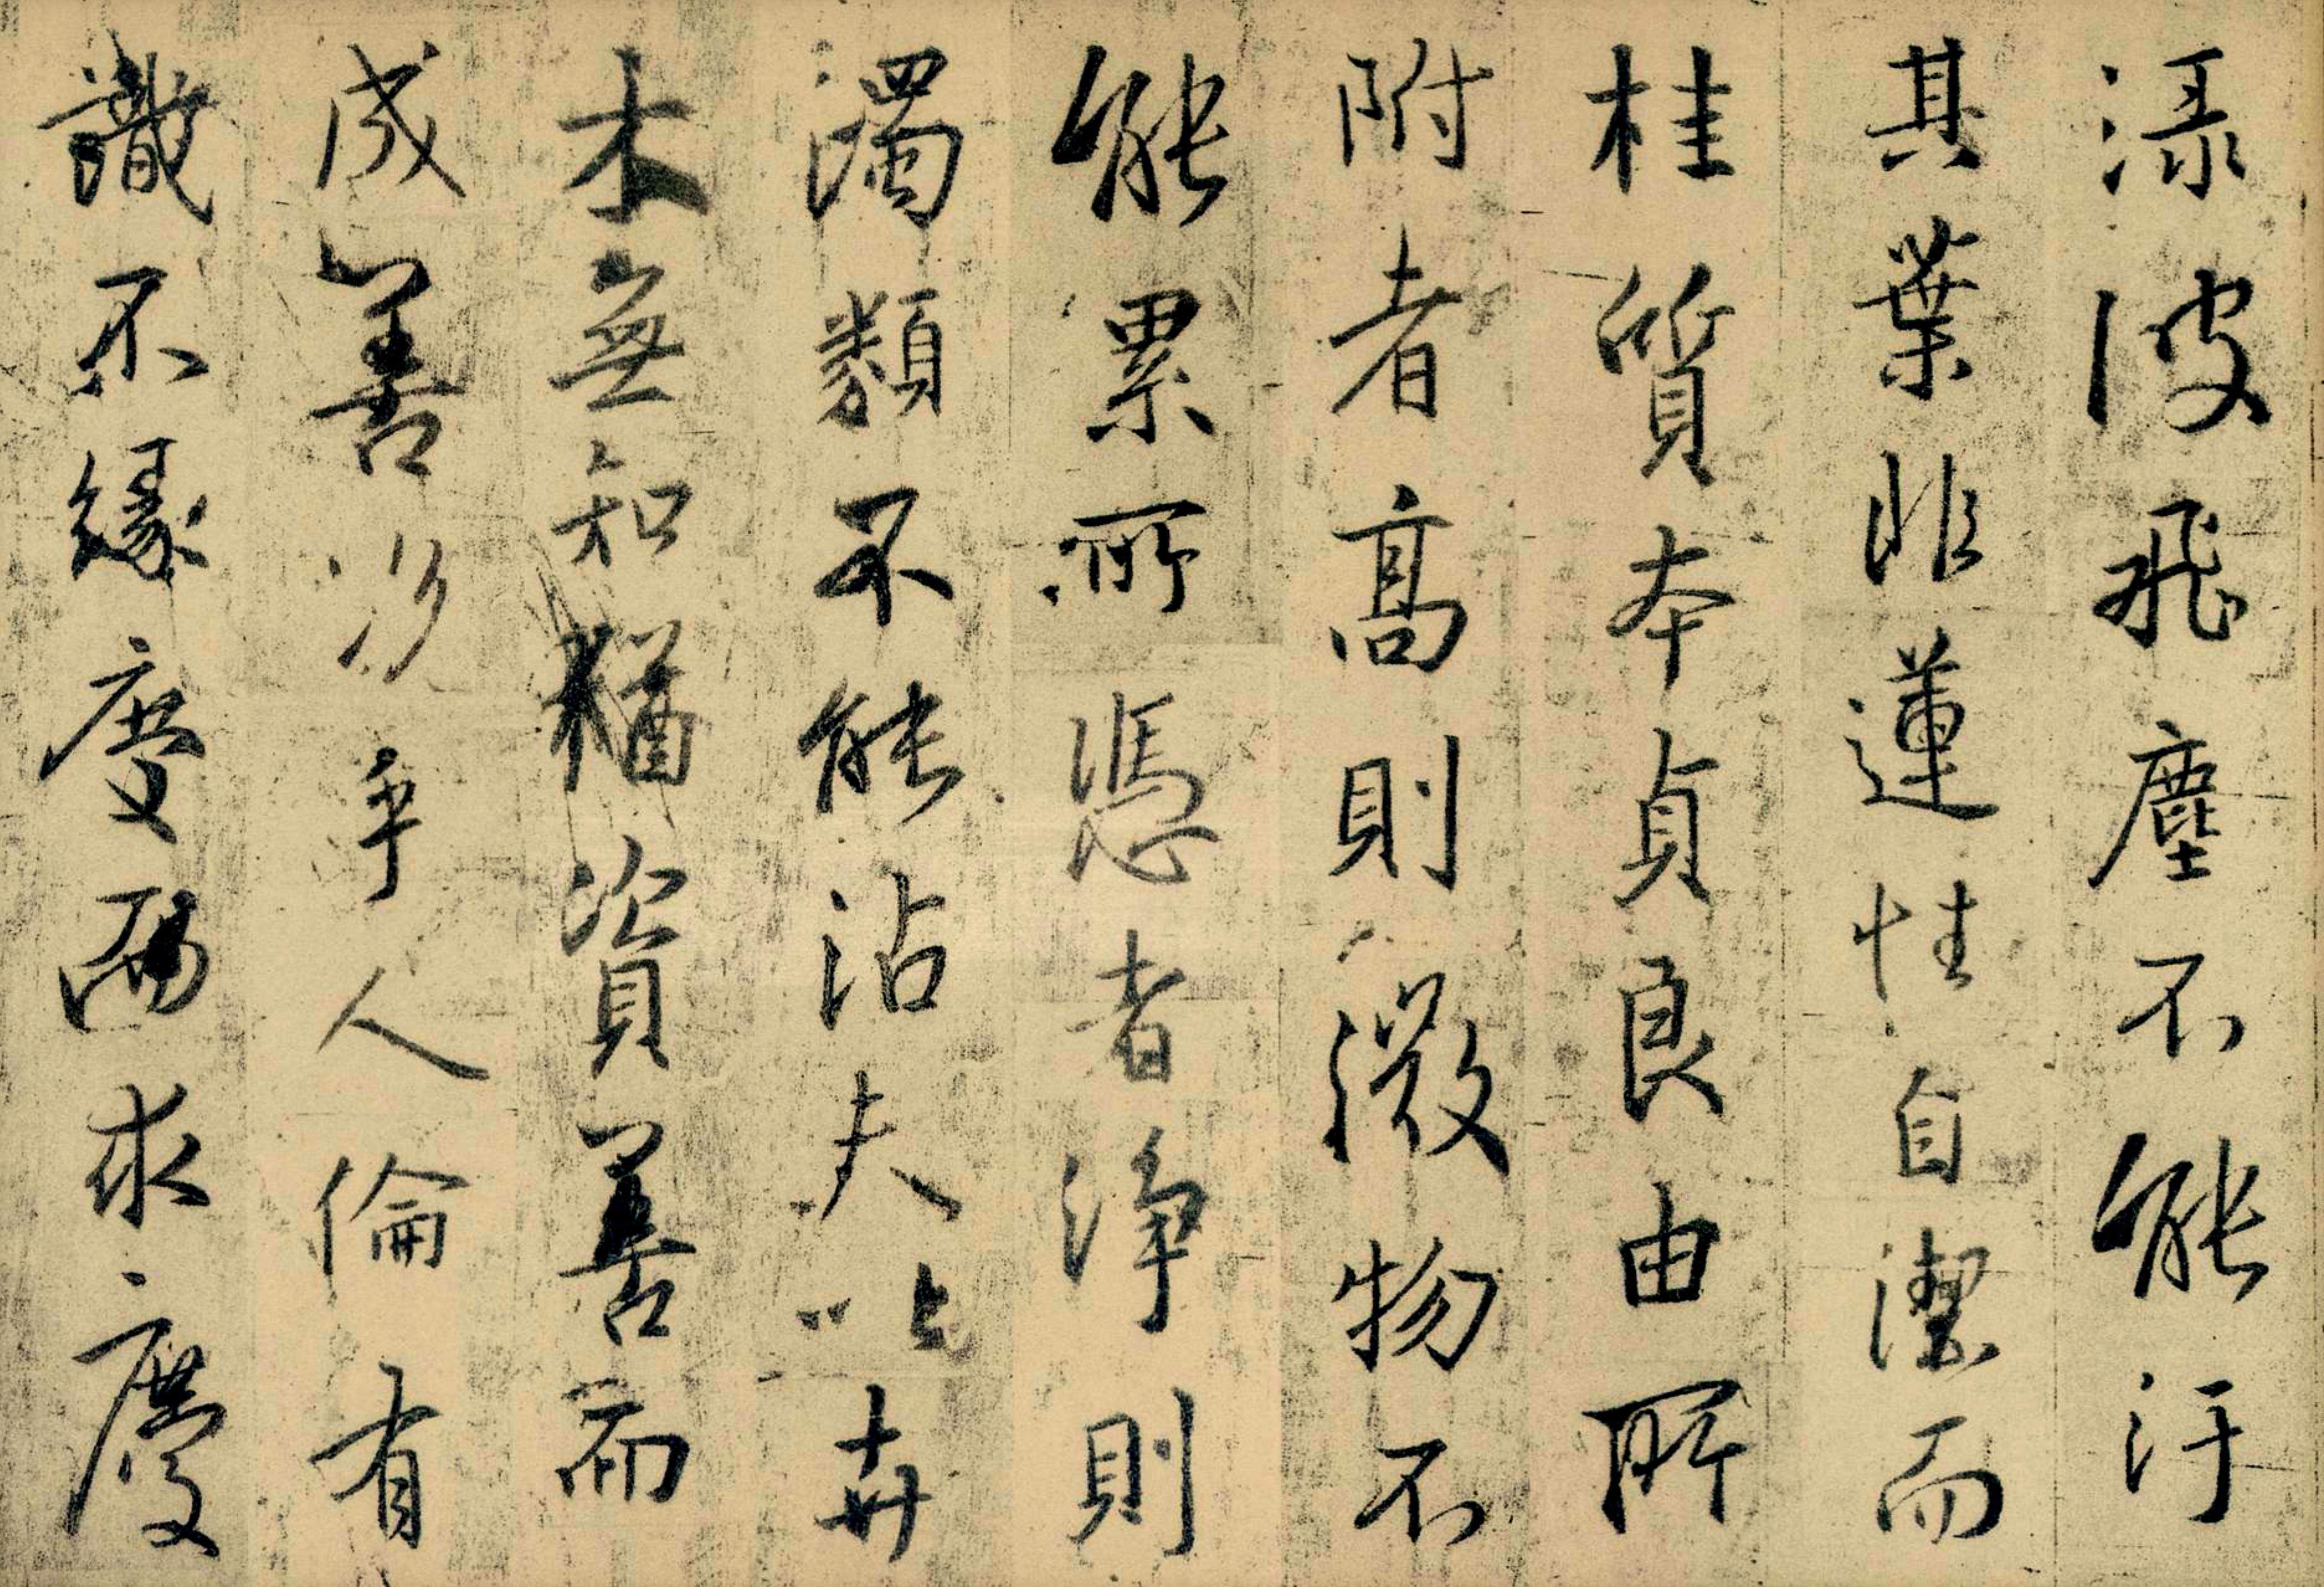 渌波飛塵不能汙
其葉非蓮性自潔而
桂質本貞良由所
附者高則微物不
能累所憑者淨則
濁類不能沾夫以卉
木無知猶資善而
成善況乎人倫有
識不緣慶而求慶